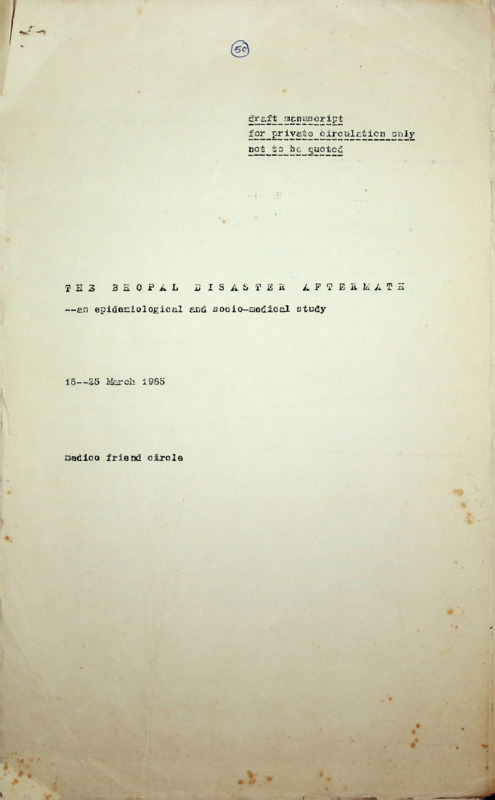 50
draft manuscript
for private circulation only
not to be quoted
THE BHOPAL DISASTER AFTERMATH
--an epidemiological and socio-medical study
15--25 March 1985
medico friend circle